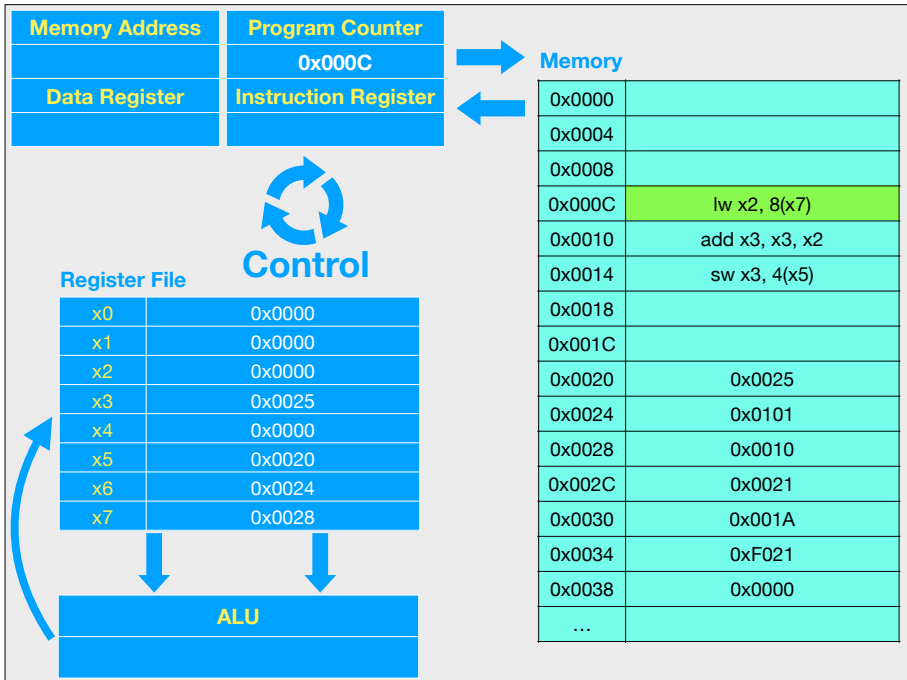 Memory Address Program Counter
0x000C
Data Register Instruction Register
Control
Register File
x0 0x0000
x1 0x0000
x2 0x0000
x3 0x0025
x4 0x0000
x5 0x0020
x6 0x0024
x7 0x0028
ALU
Memory
0x0000
0x0004
0x0008
0x000C lw x2, 8(x7)
0x0010 add x3, x3, x2
0x0014 sw x3, 4(x5)
0x0018
0x001C
0x0020 0x0025
0x0024 0x0101
0x0028 0x0010
0x002C 0x0021
0x0030 0x001A
0x0034 0xF021
0x0038 0x0000
…